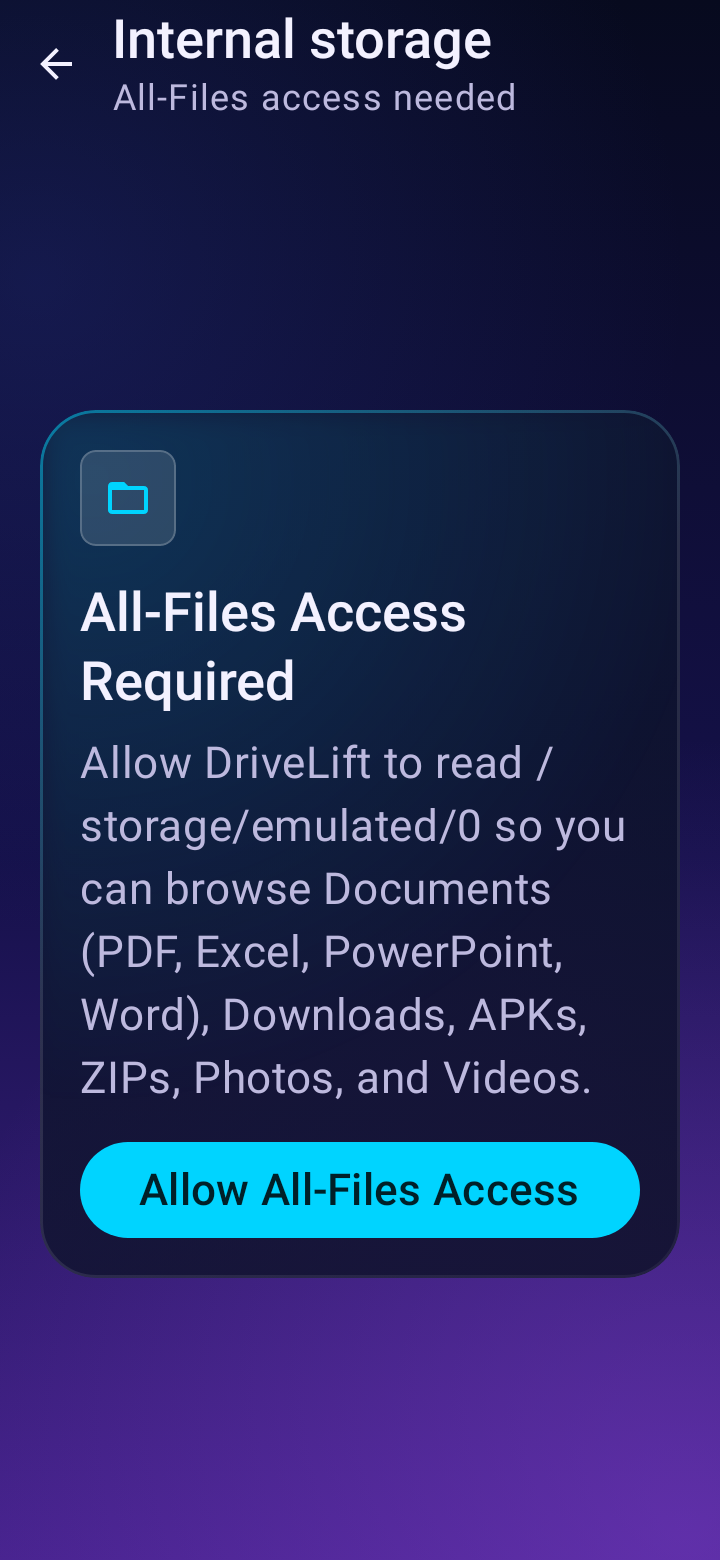 Internal storage
All-Files access needed
All-Files Access
Required
Allow DriveLift to read /
storage/emulated/0 so you
can browse Documents
(PDF, Excel, PowerPoint,
Word), Downloads, APKs,
ZIPs, Photos, and Videos.
Allow All-Files Access